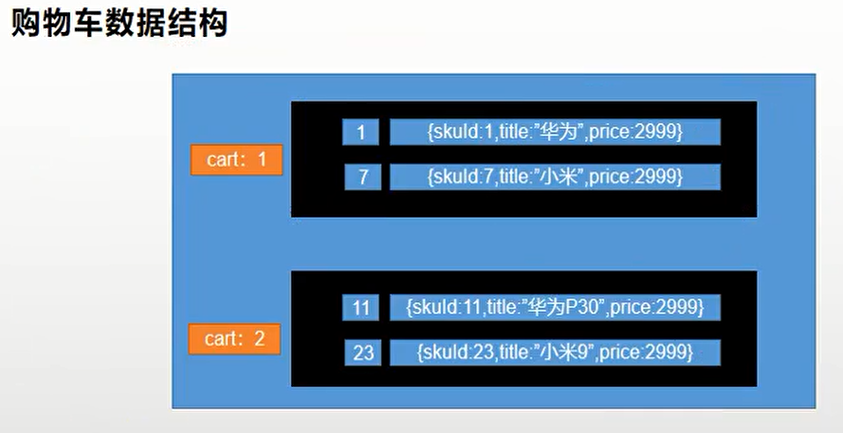 购物车数据结构
cart：1
1 {skuId:1,title:”华为”,price:2999}
7 {skuId:7,title:”小米”,price:2999}
cart：2
11 {skuId:11,title:”华为P30”,price:2999}
23 {skuId:23,title:”小米9”,price:2999}